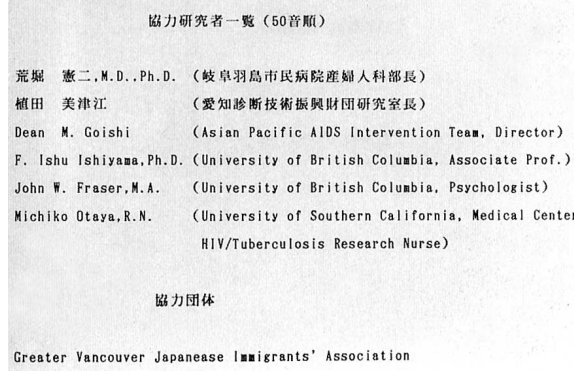 協力研究者一覧（50音順）
荒堀　憲二,M.D.,Ph.D.（岐阜羽島市民病院産婦人科部長）
植田　美津江　（愛知診断技術振興財団研究室長）
Dean M. Goishi (Asian Pacific AIDS Intervention Team, Director)
F. Ishu Ishiyama,Ph.D. (University of British Columbia, Associate Prof.)
John W. Fraser,M.A. (University of British Columbia, Psychologist)
Michiko Otaya,R.N. (University of Southern California, Medical Center
HIV/Tuberculosis Research Nurse)
協力団体
Greater Vancouver Japanease Immigrants' Association